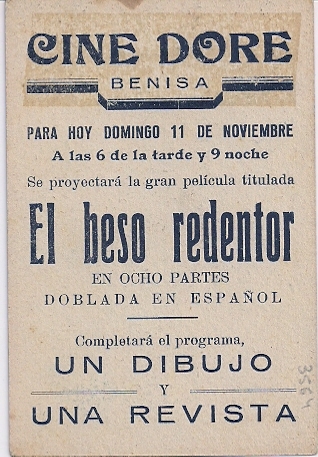 CINE DORE
BENISA
PARA HOY DOMINGO 11 DE NOVIEMBRE
A las 6 de la tarde y 9 noche
Se proyectará la gran película titulada
El beso redentor
EN OCHO PARTES
DOBLADA EN ESPAÑOL
Completará el programa,
UN DIBUJO
Y
UNA REVISTA
3564